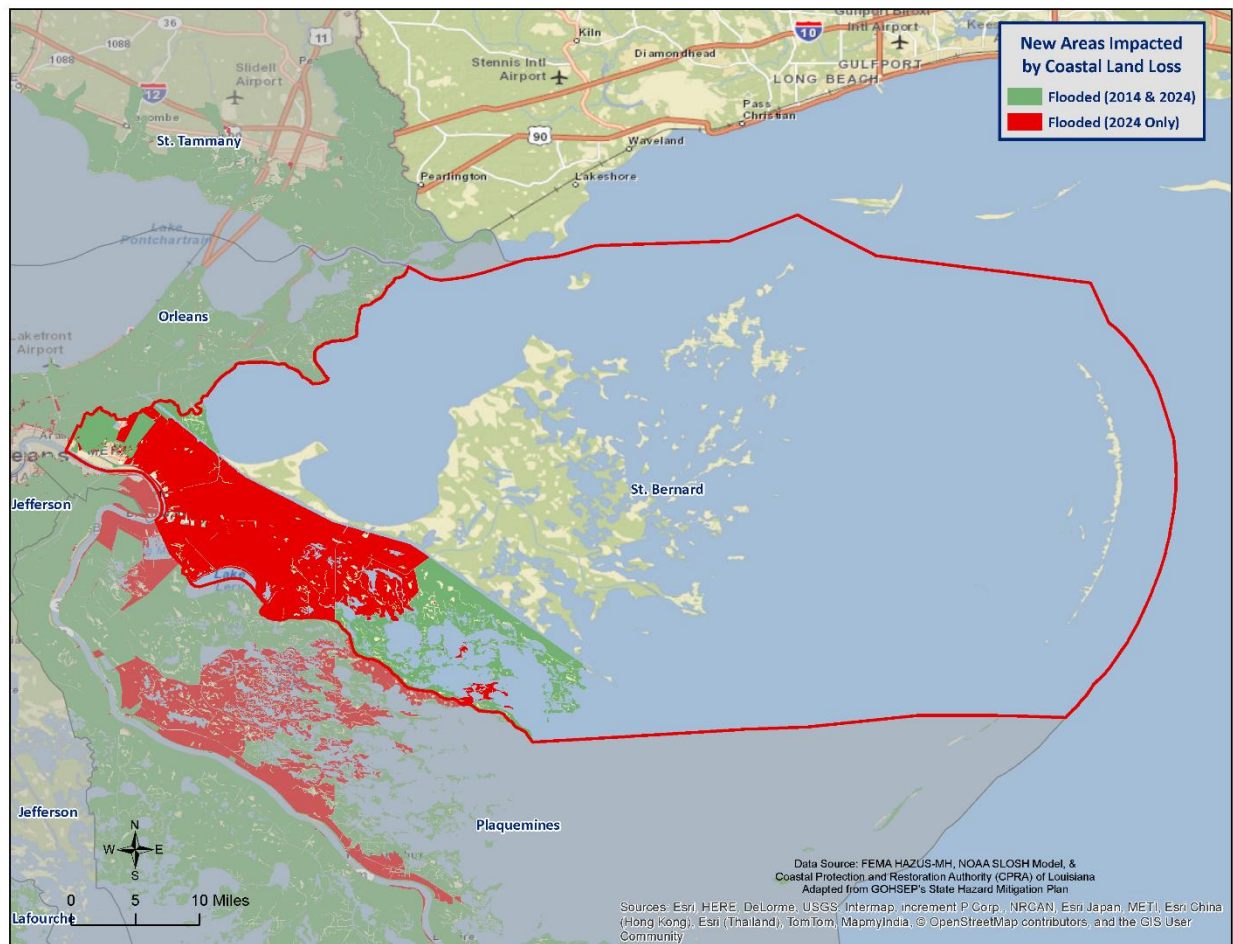 New Areas Impacted
by Coastal Land Loss
Flooded (2014 & 2024)
Flooded (2024 Only)
36
1088
11
Kiln
10
Intl Airport
Diamondhead
Stennis Intl
Airport
GULFPORT
LONG BEACH
Slidell
Airport
1088
12
Pass
Christian
St. Tammany
90
Waveland
Pearlington
Lakeshore
Lake
Pontchartrain
Orleans
Lakefront
Airport
St. Bernard
Jefferson
Lake
Jefferson
Plaquemines
N
W E
S
0 5 10 Miles
Lafourche
Data Source: FEMA HAZUS-MH, NOAA SLOSH Model, &
Coastal Protection and Restoration Authority (CPRA) of Louisiana
Adapted from GOHSEP's State Hazard Mitigation Plan
Sources: Esri, HERE, DeLorme, USGS, Intermap, increment P Corp., NRCAN, Esri Japan, METI, Esri China
(Hong Kong), Esri (Thailand), TomTom, MapmyIndia, © OpenStreetMap contributors, and the GIS User
Community